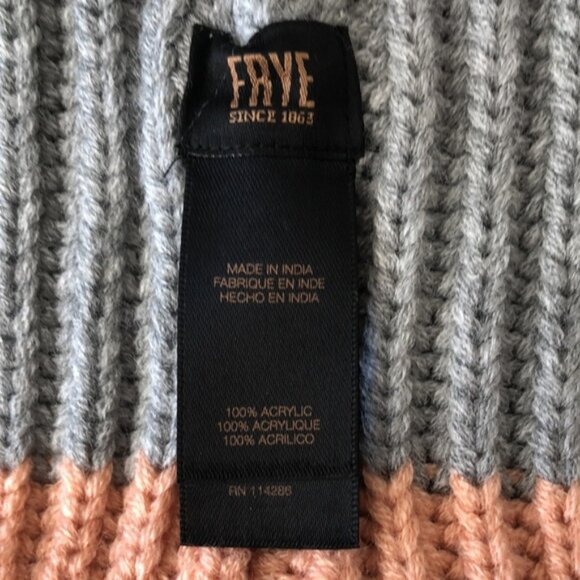 FRYE
SINCE 1863
MADE IN INDIA
FABRIQUE EN INDE
HECHO EN INDIA
100% ACRYLIC
100% ACRYLIQUE
100% ACRILICO
RN 114286